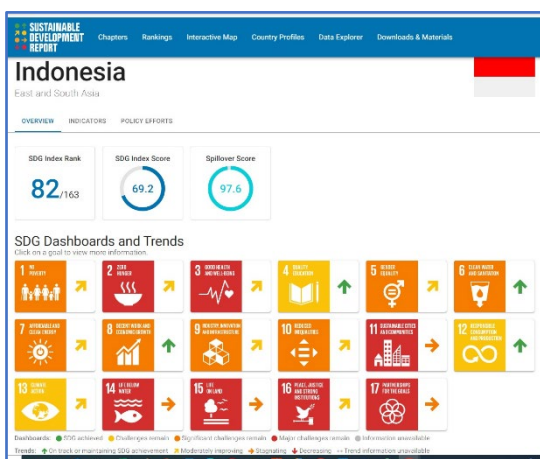 SUSTAINABLE
DEVELOPMENT
REPORT
Chapters Rankings Interactive Map Country Profiles Data Explorer Downloads & Materials
Indonesia
East and South Asia
OVERVIEW INDICATORS POLICY EFFORTS
SDG Index Rank SDG Index Score Spillover Score
82/163 69.2 97.6
SDG Dashboards and Trends
Click on a goal to view more information.
1 NO POVERTY
2 ZERO HUNGER
3 GOOD HEALTH AND WELL-BEING
4 QUALITY EDUCATION
5 GENDER EQUALITY
6 CLEAN WATER AND SANITATION
7 AFFORDABLE AND CLEAN ENERGY
8 DECENT WORK AND ECONOMIC GROWTH
9 INDUSTRY, INNOVATION AND INFRASTRUCTURE
10 REDUCED INEQUALITIES
11 SUSTAINABLE CITIES AND COMMUNITIES
12 RESPONSIBLE CONSUMPTION AND PRODUCTION
13 CLIMATE ACTION
14 LIFE BELOW WATER
15 LIFE ON LAND
16 PEACE, JUSTICE AND STRONG INSTITUTIONS
17 PARTNERSHIPS FOR THE GOALS
Dashboards: SDG achieved Challenges remain Significant challenges remain Major challenges remain Information unavailable
Trends: On track or maintaining SDG achievement Moderately improving Stagnating Decreasing Trend information unavailable